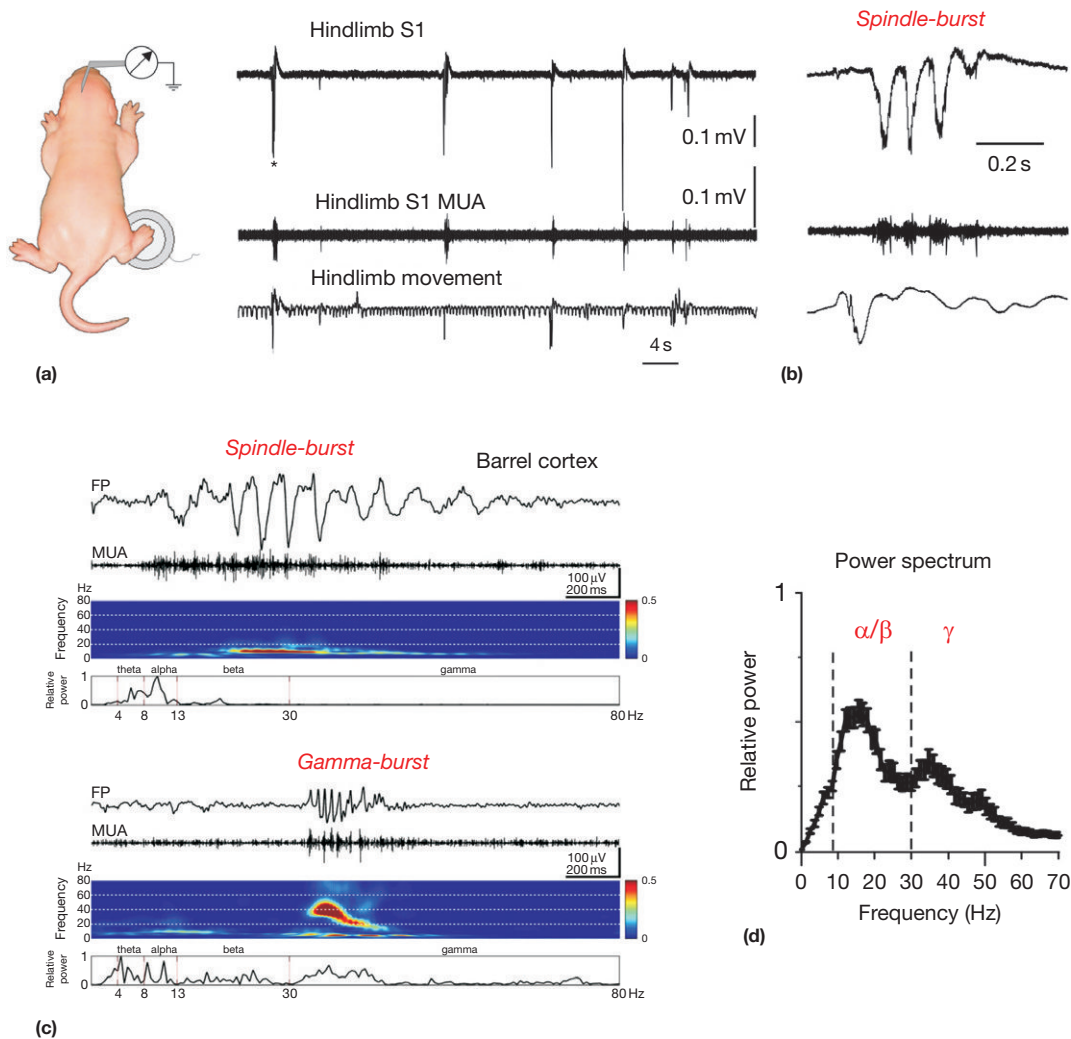 Hindlimb S1
*
0.1 mV
0.1 mV
Hindlimb S1 MUA
Hindlimb movement
4 s
(a)
Spindle-burst
0.2 s
(b)
Spindle-burst
Barrel cortex
FP
MUA
100 μV
200 ms
Hz
80
60
40
20
0
Frequency
0.5
0
theta alpha beta gamma
Relative
power
1
0
4 8 13 30 80 Hz
Gamma-burst
FP
MUA
100 μV
200 ms
Hz
80
60
40
20
0
Frequency
0.5
0
theta alpha beta gamma
Relative
power
1
0
4 8 13 30 80 Hz
(c)
Power spectrum
1
α/β γ
Relative power
0
0 10 20 30 40 50 60 70
Frequency (Hz)
(d)